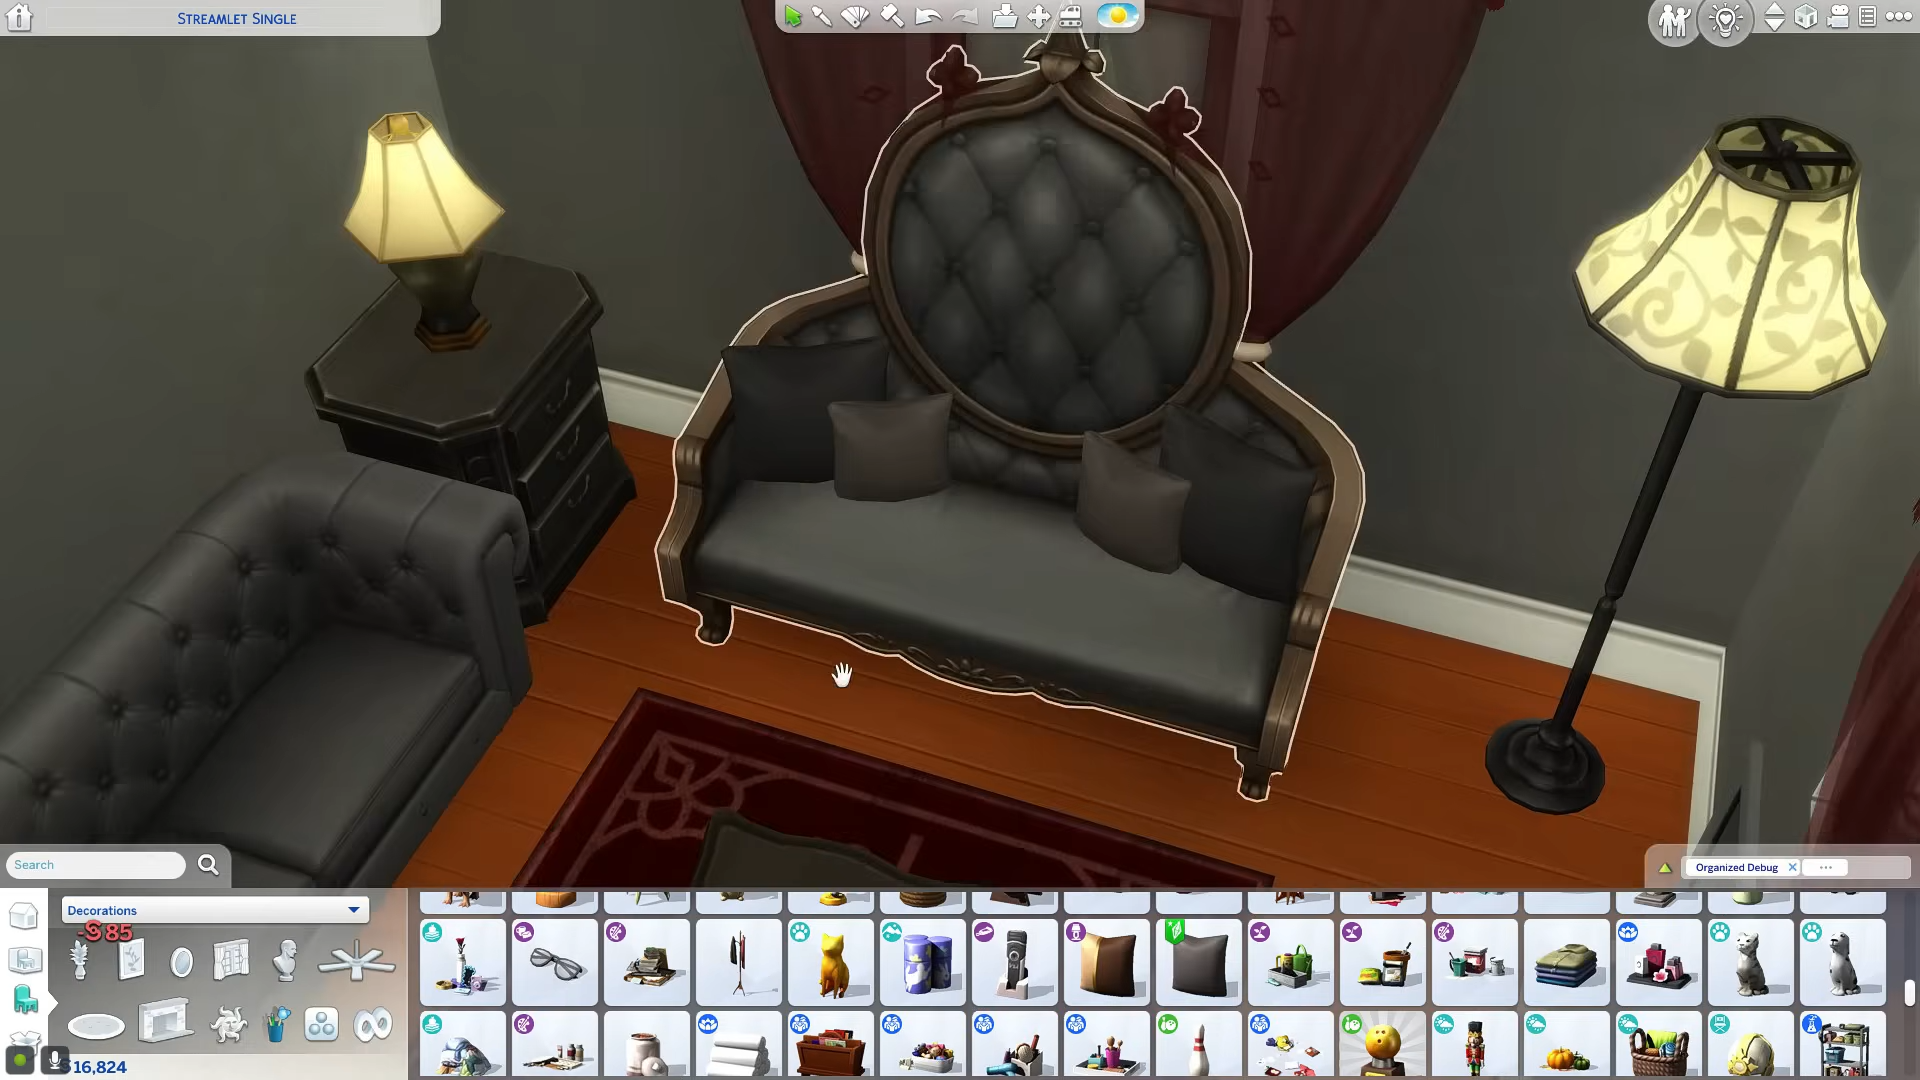 STREAMLET SINGLE
Search
Organized Debug
Decorations
-§85
16,824